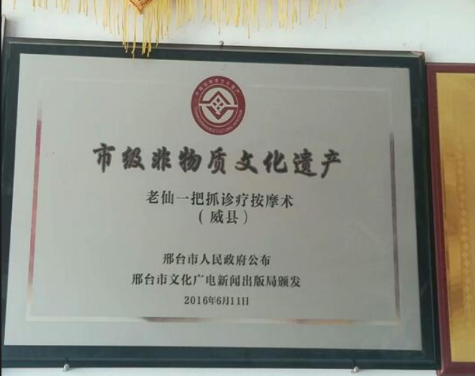 市级非物质文化遗产
老仙一把抓诊疗按摩术
（威县）
邢台市人民政府公布
邢台市文化广电新闻出版局颁发
2016年6月11日